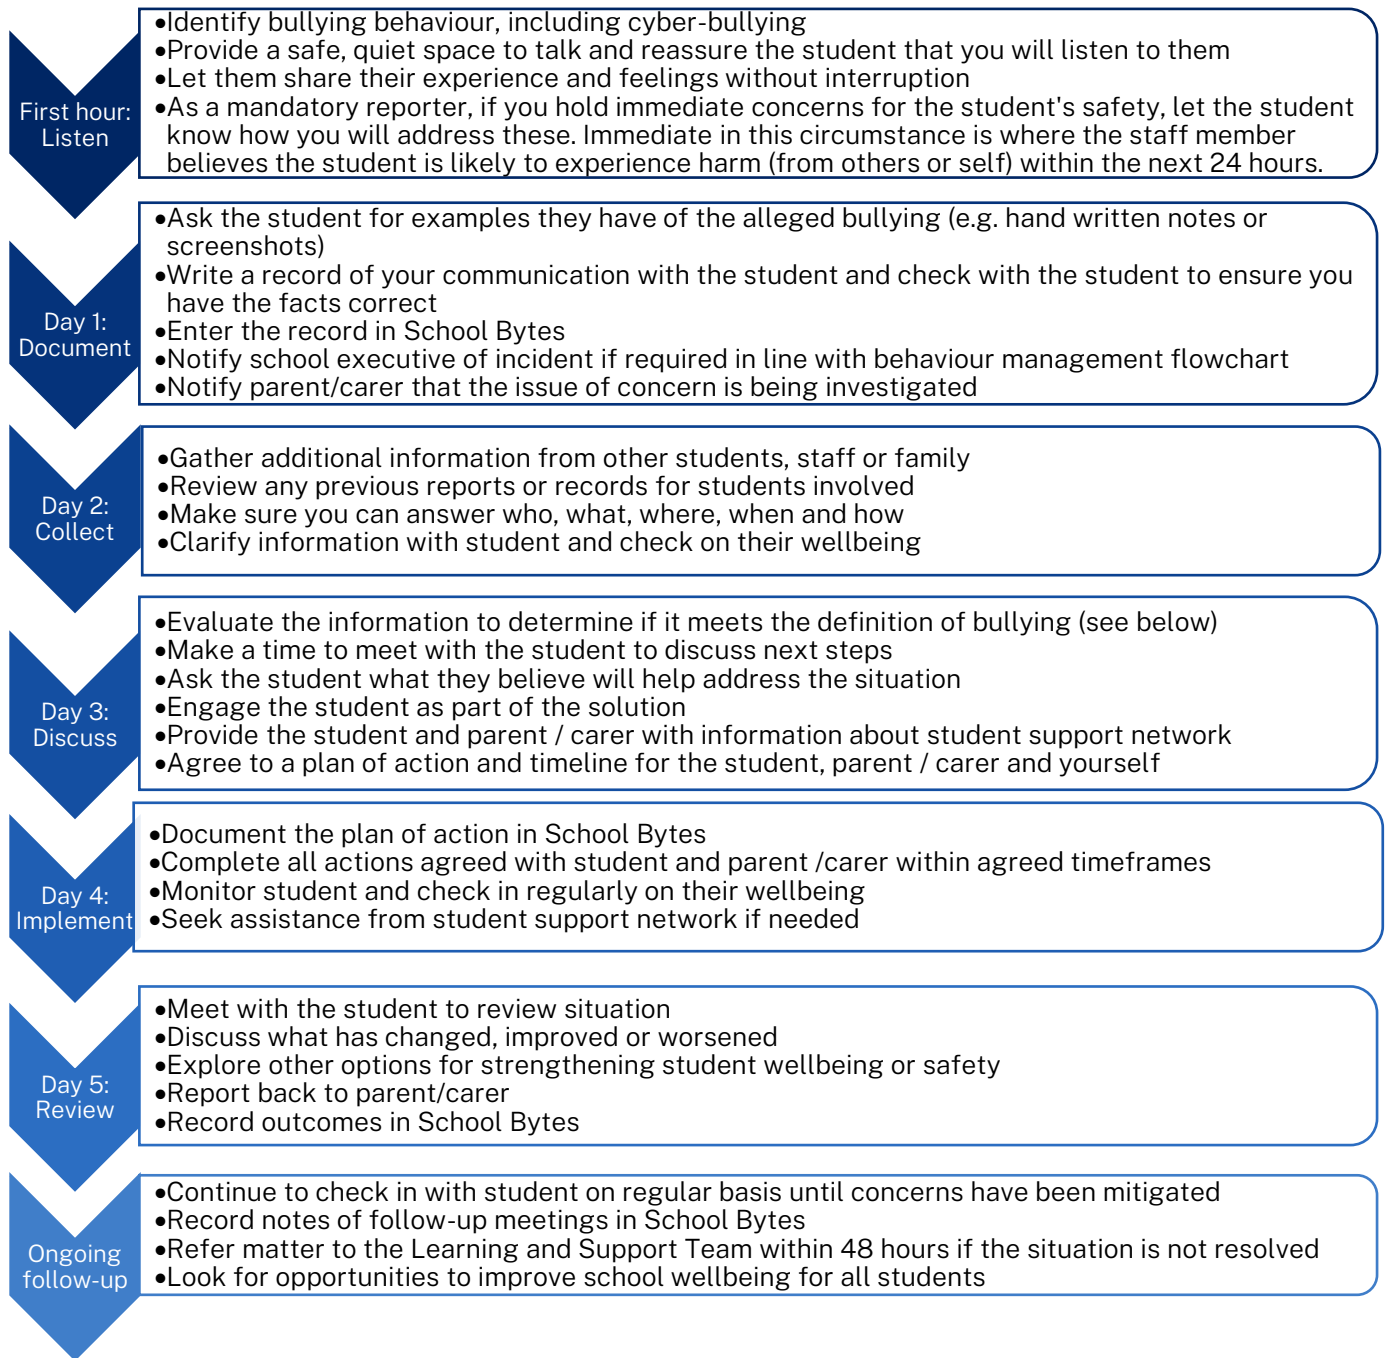 First hour:
Listen
•Identify bullying behaviour, including cyber-bullying
•Provide a safe, quiet space to talk and reassure the student that you will listen to them
•Let them share their experience and feelings without interruption
•As a mandatory reporter, if you hold immediate concerns for the student's safety, let the student
know how you will address these. Immediate in this circumstance is where the staff member
believes the student is likely to experience harm (from others or self) within the next 24 hours.
Day 1:
Document
•Ask the student for examples they have of the alleged bullying (e.g. hand written notes or
screenshots)
•Write a record of your communication with the student and check with the student to ensure you
have the facts correct
•Enter the record in School Bytes
•Notify school executive of incident if required in line with behaviour management flowchart
•Notify parent/carer that the issue of concern is being investigated
Day 2:
Collect
•Gather additional information from other students, staff or family
•Review any previous reports or records for students involved
•Make sure you can answer who, what, where, when and how
•Clarify information with student and check on their wellbeing
Day 3:
Discuss
•Evaluate the information to determine if it meets the definition of bullying (see below)
•Make a time to meet with the student to discuss next steps
•Ask the student what they believe will help address the situation
•Engage the student as part of the solution
•Provide the student and parent / carer with information about student support network
•Agree to a plan of action and timeline for the student, parent / carer and yourself
Day 4:
Implement
•Document the plan of action in School Bytes
•Complete all actions agreed with student and parent /carer within agreed timeframes
•Monitor student and check in regularly on their wellbeing
•Seek assistance from student support network if needed
Day 5:
Review
•Meet with the student to review situation
•Discuss what has changed, improved or worsened
•Explore other options for strengthening student wellbeing or safety
•Report back to parent/carer
•Record outcomes in School Bytes
Ongoing
follow-up
•Continue to check in with student on regular basis until concerns have been mitigated
•Record notes of follow-up meetings in School Bytes
•Refer matter to the Learning and Support Team within 48 hours if the situation is not resolved
•Look for opportunities to improve school wellbeing for all students